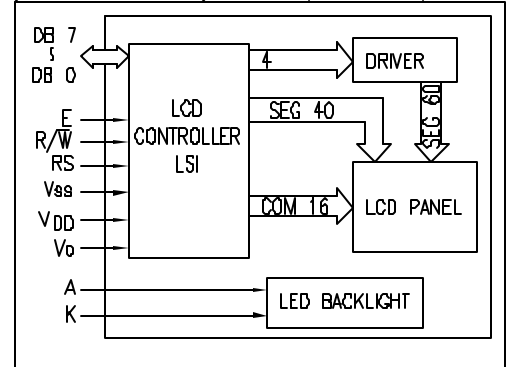 DB 7
S
DB 0
E
R/W̅
RS
Vss
VDD
Vo
A
K
LCD
CONTROLLER
LSI
4
SEG 40
COM 16
DRIVER
SEG 60
LCD PANEL
LED BACKLIGHT